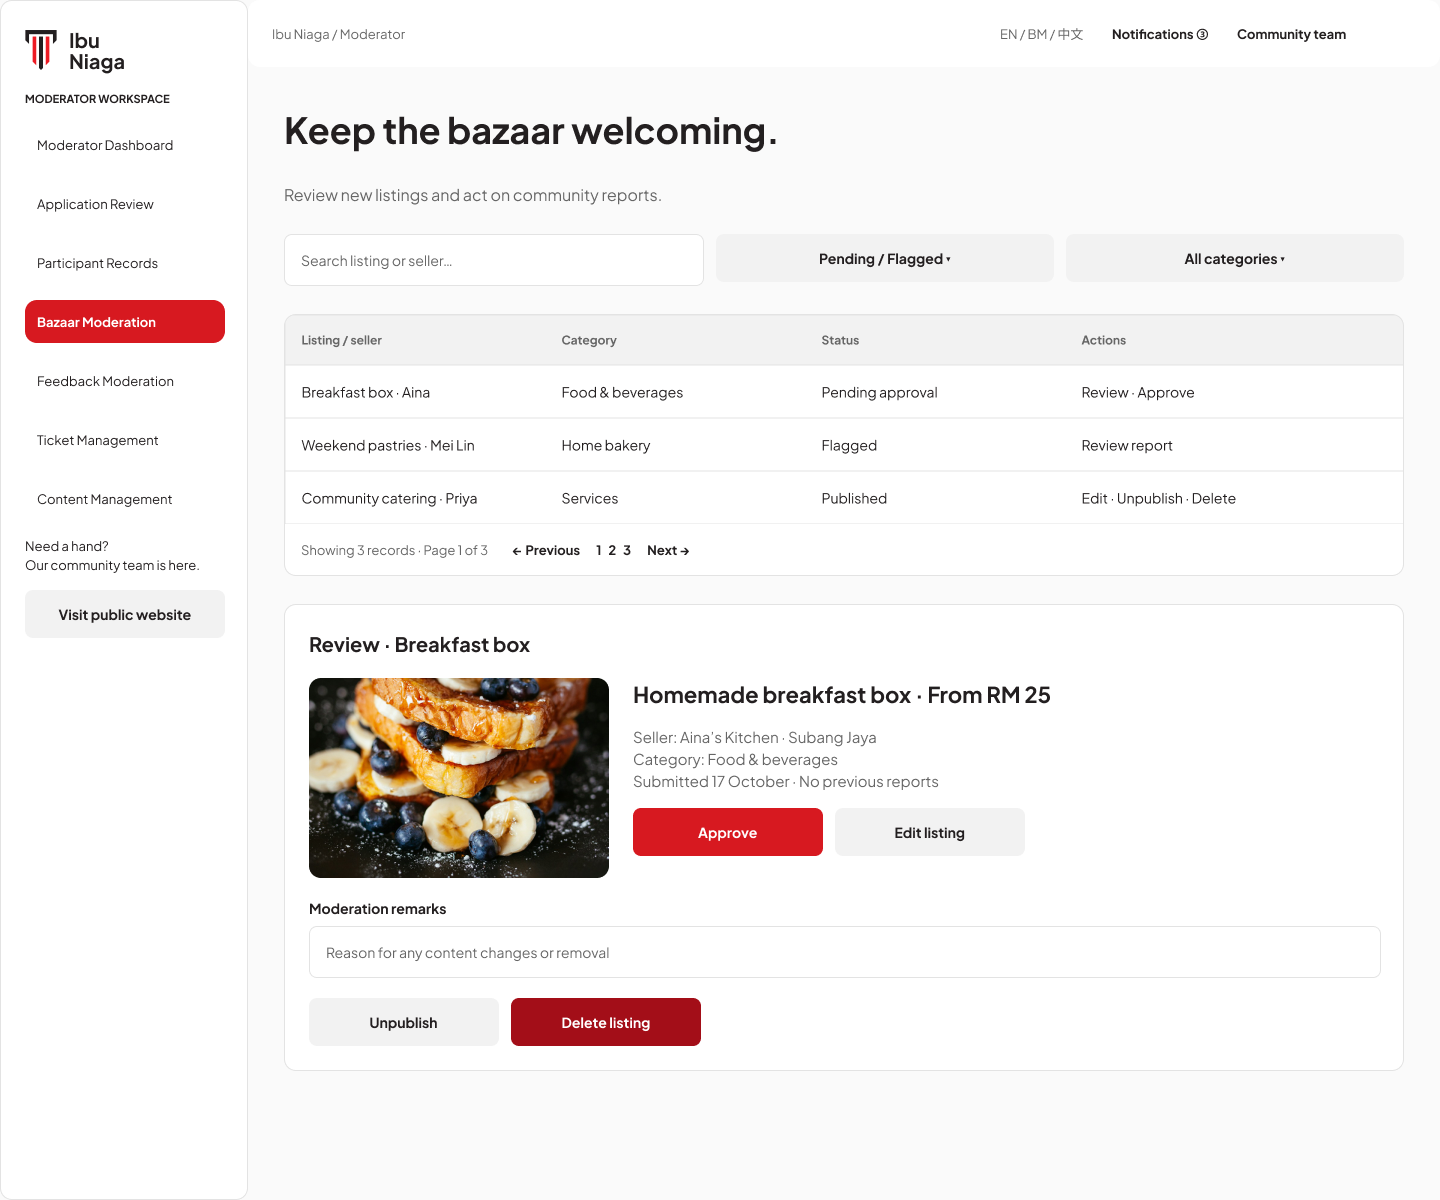 Ibu
Niaga
MODERATOR WORKSPACE
Moderator Dashboard
Application Review
Participant Records
Bazaar Moderation
Feedback Moderation
Ticket Management
Content Management
Need a hand?
Our community team is here.
Visit public website
Ibu Niaga / Moderator
EN / BM / 中文
Notifications ③
Community team
Keep the bazaar welcoming.
Review new listings and act on community reports.
Search listing or seller…
Pending / Flagged ▾
All categories ▾
Listing / seller Category Status Actions
Breakfast box · Aina Food & beverages Pending approval Review · Approve
Weekend pastries · Mei Lin Home bakery Flagged Review report
Community catering · Priya Services Published Edit · Unpublish · Delete
Showing 3 records · Page 1 of 3 ← Previous 1 2 3 Next →
Review · Breakfast box
Homemade breakfast box · From RM 25
Seller: Aina’s Kitchen · Subang Jaya
Category: Food & beverages
Submitted 17 October · No previous reports
Approve
Edit listing
Moderation remarks
Reason for any content changes or removal
Unpublish
Delete listing